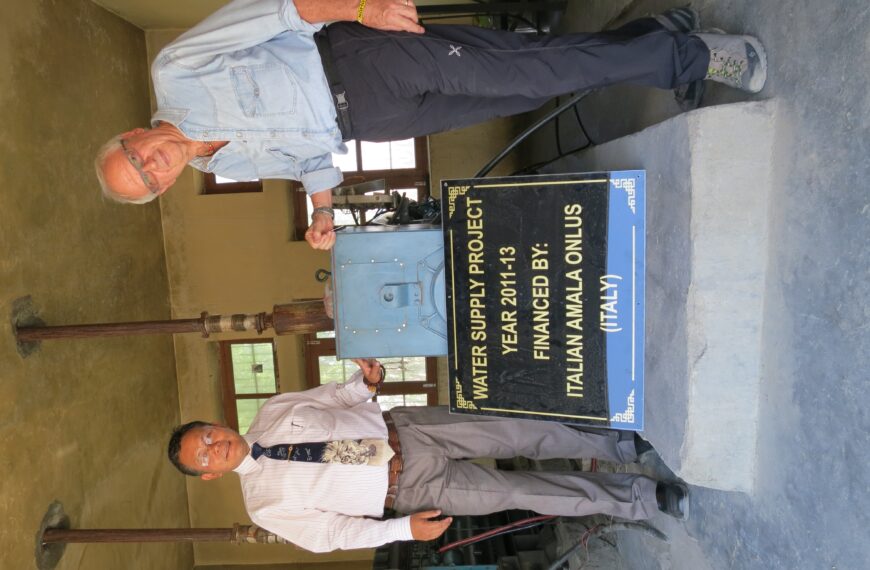 WATER SUPPLY PROJECT
YEAR 2011-13
FINANCED BY:
ITALIAN AMALA ONLUS
(ITALY)